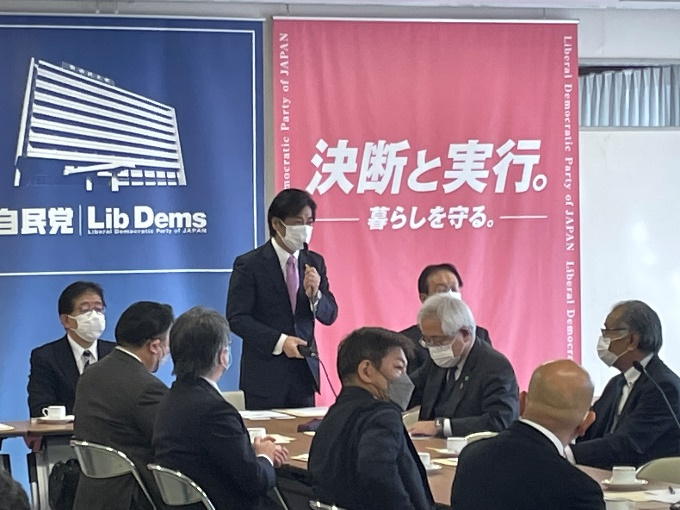 自民党 Lib Dems
Liberal Democratic Party of JAPAN
決断と実行。
暮らしを守る。
Democratic Party of JAPAN
Liberal Democratic Party of JAPAN Liberal Democratic